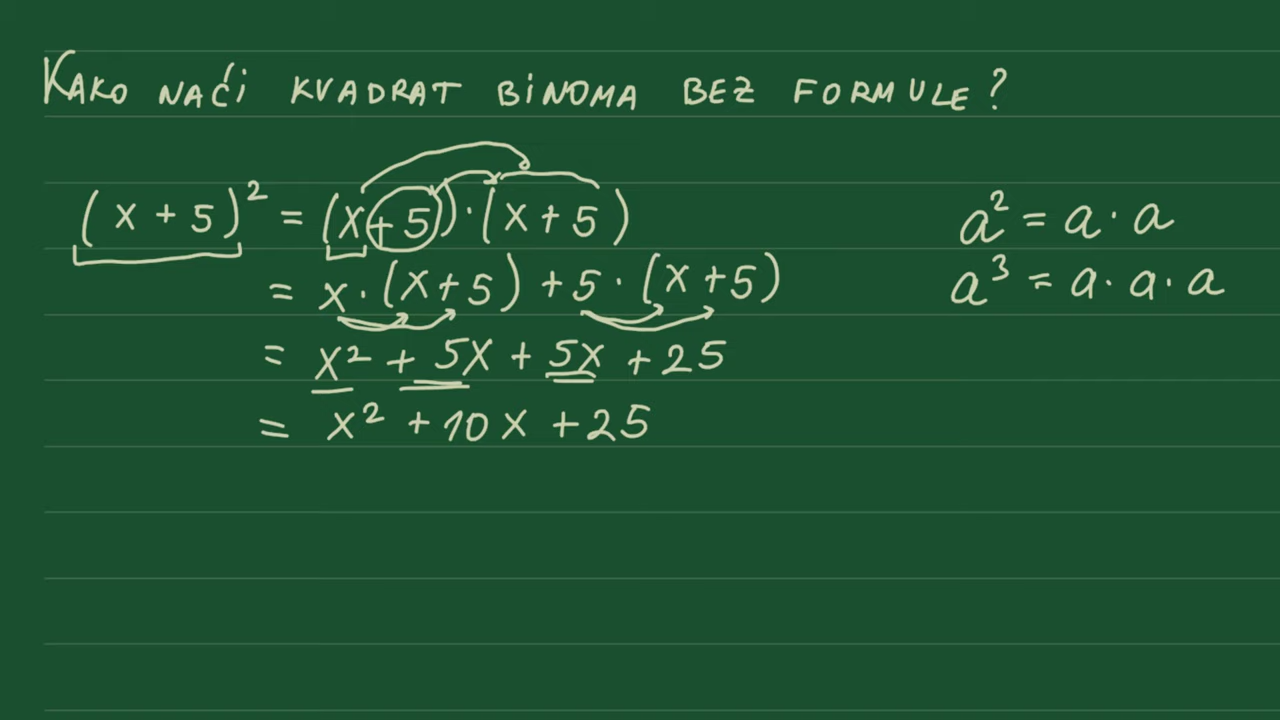 KAKO NAĆI KVADRAT BINOMA BEZ FORMULE?
(x + 5)² = (x+5)) · (x+5)
= x · (x+5) + 5 · (x+5)
= x² + 5x + 5x + 25
= x² + 10x + 25
a² = a · a
a³ = a · a · a